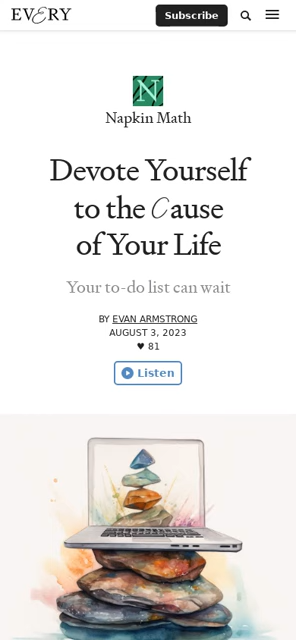 EVERY
Subscribe
Napkin Math
Devote Yourself
to the Cause
of Your Life
Your to-do list can wait
BY EVAN ARMSTRONG
AUGUST 3, 2023
♥ 81
Listen